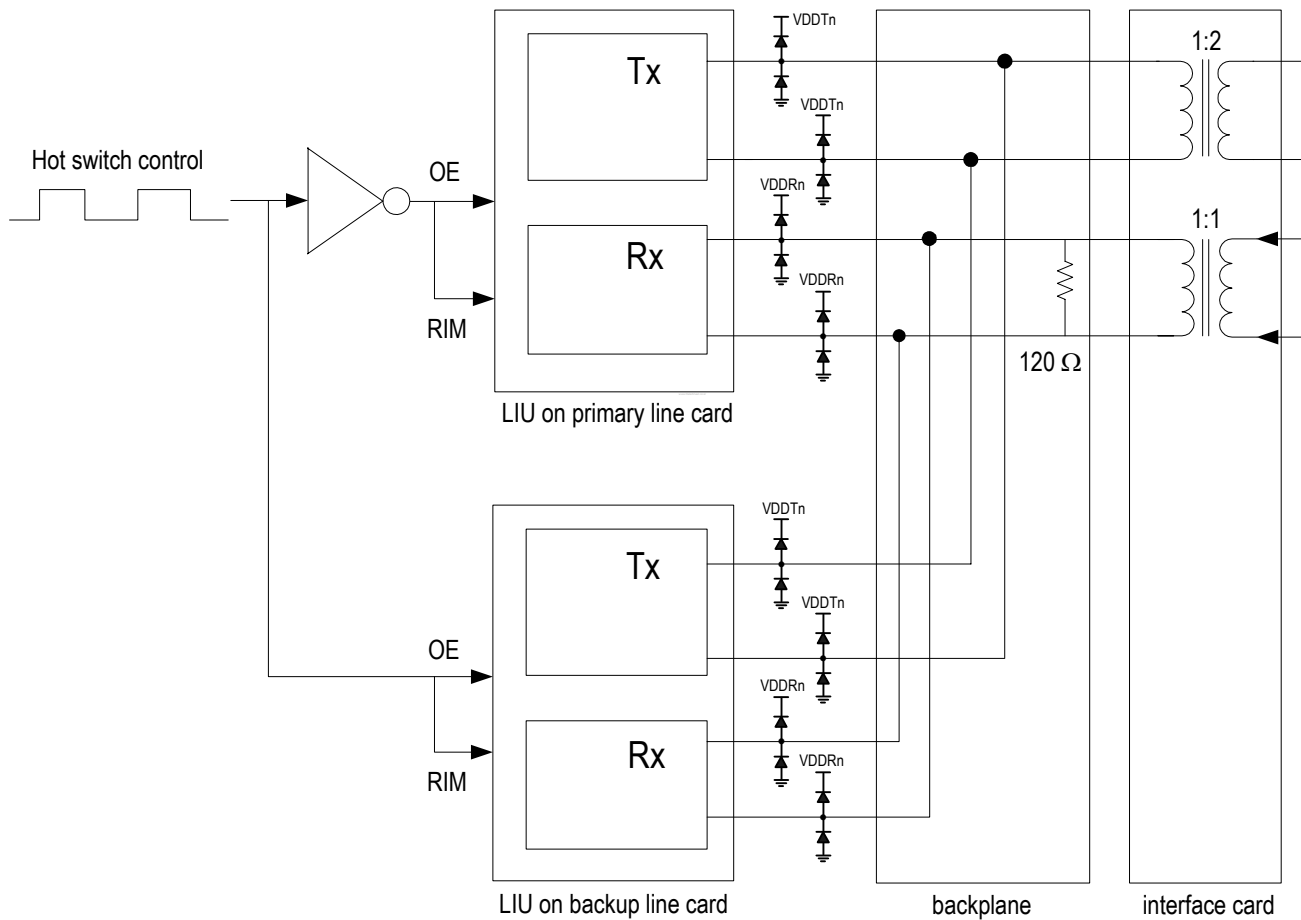 VDDTn
1:2
Tx
VDDTn
Hot switch control
OE
VDDRn
1:1
Rx
VDDRn
RIM
120 Ω
LIU on primary line card
VDDTn
Tx
VDDTn
OE
VDDRn
Rx
VDDRn
RIM
LIU on backup line card
backplane
interface card